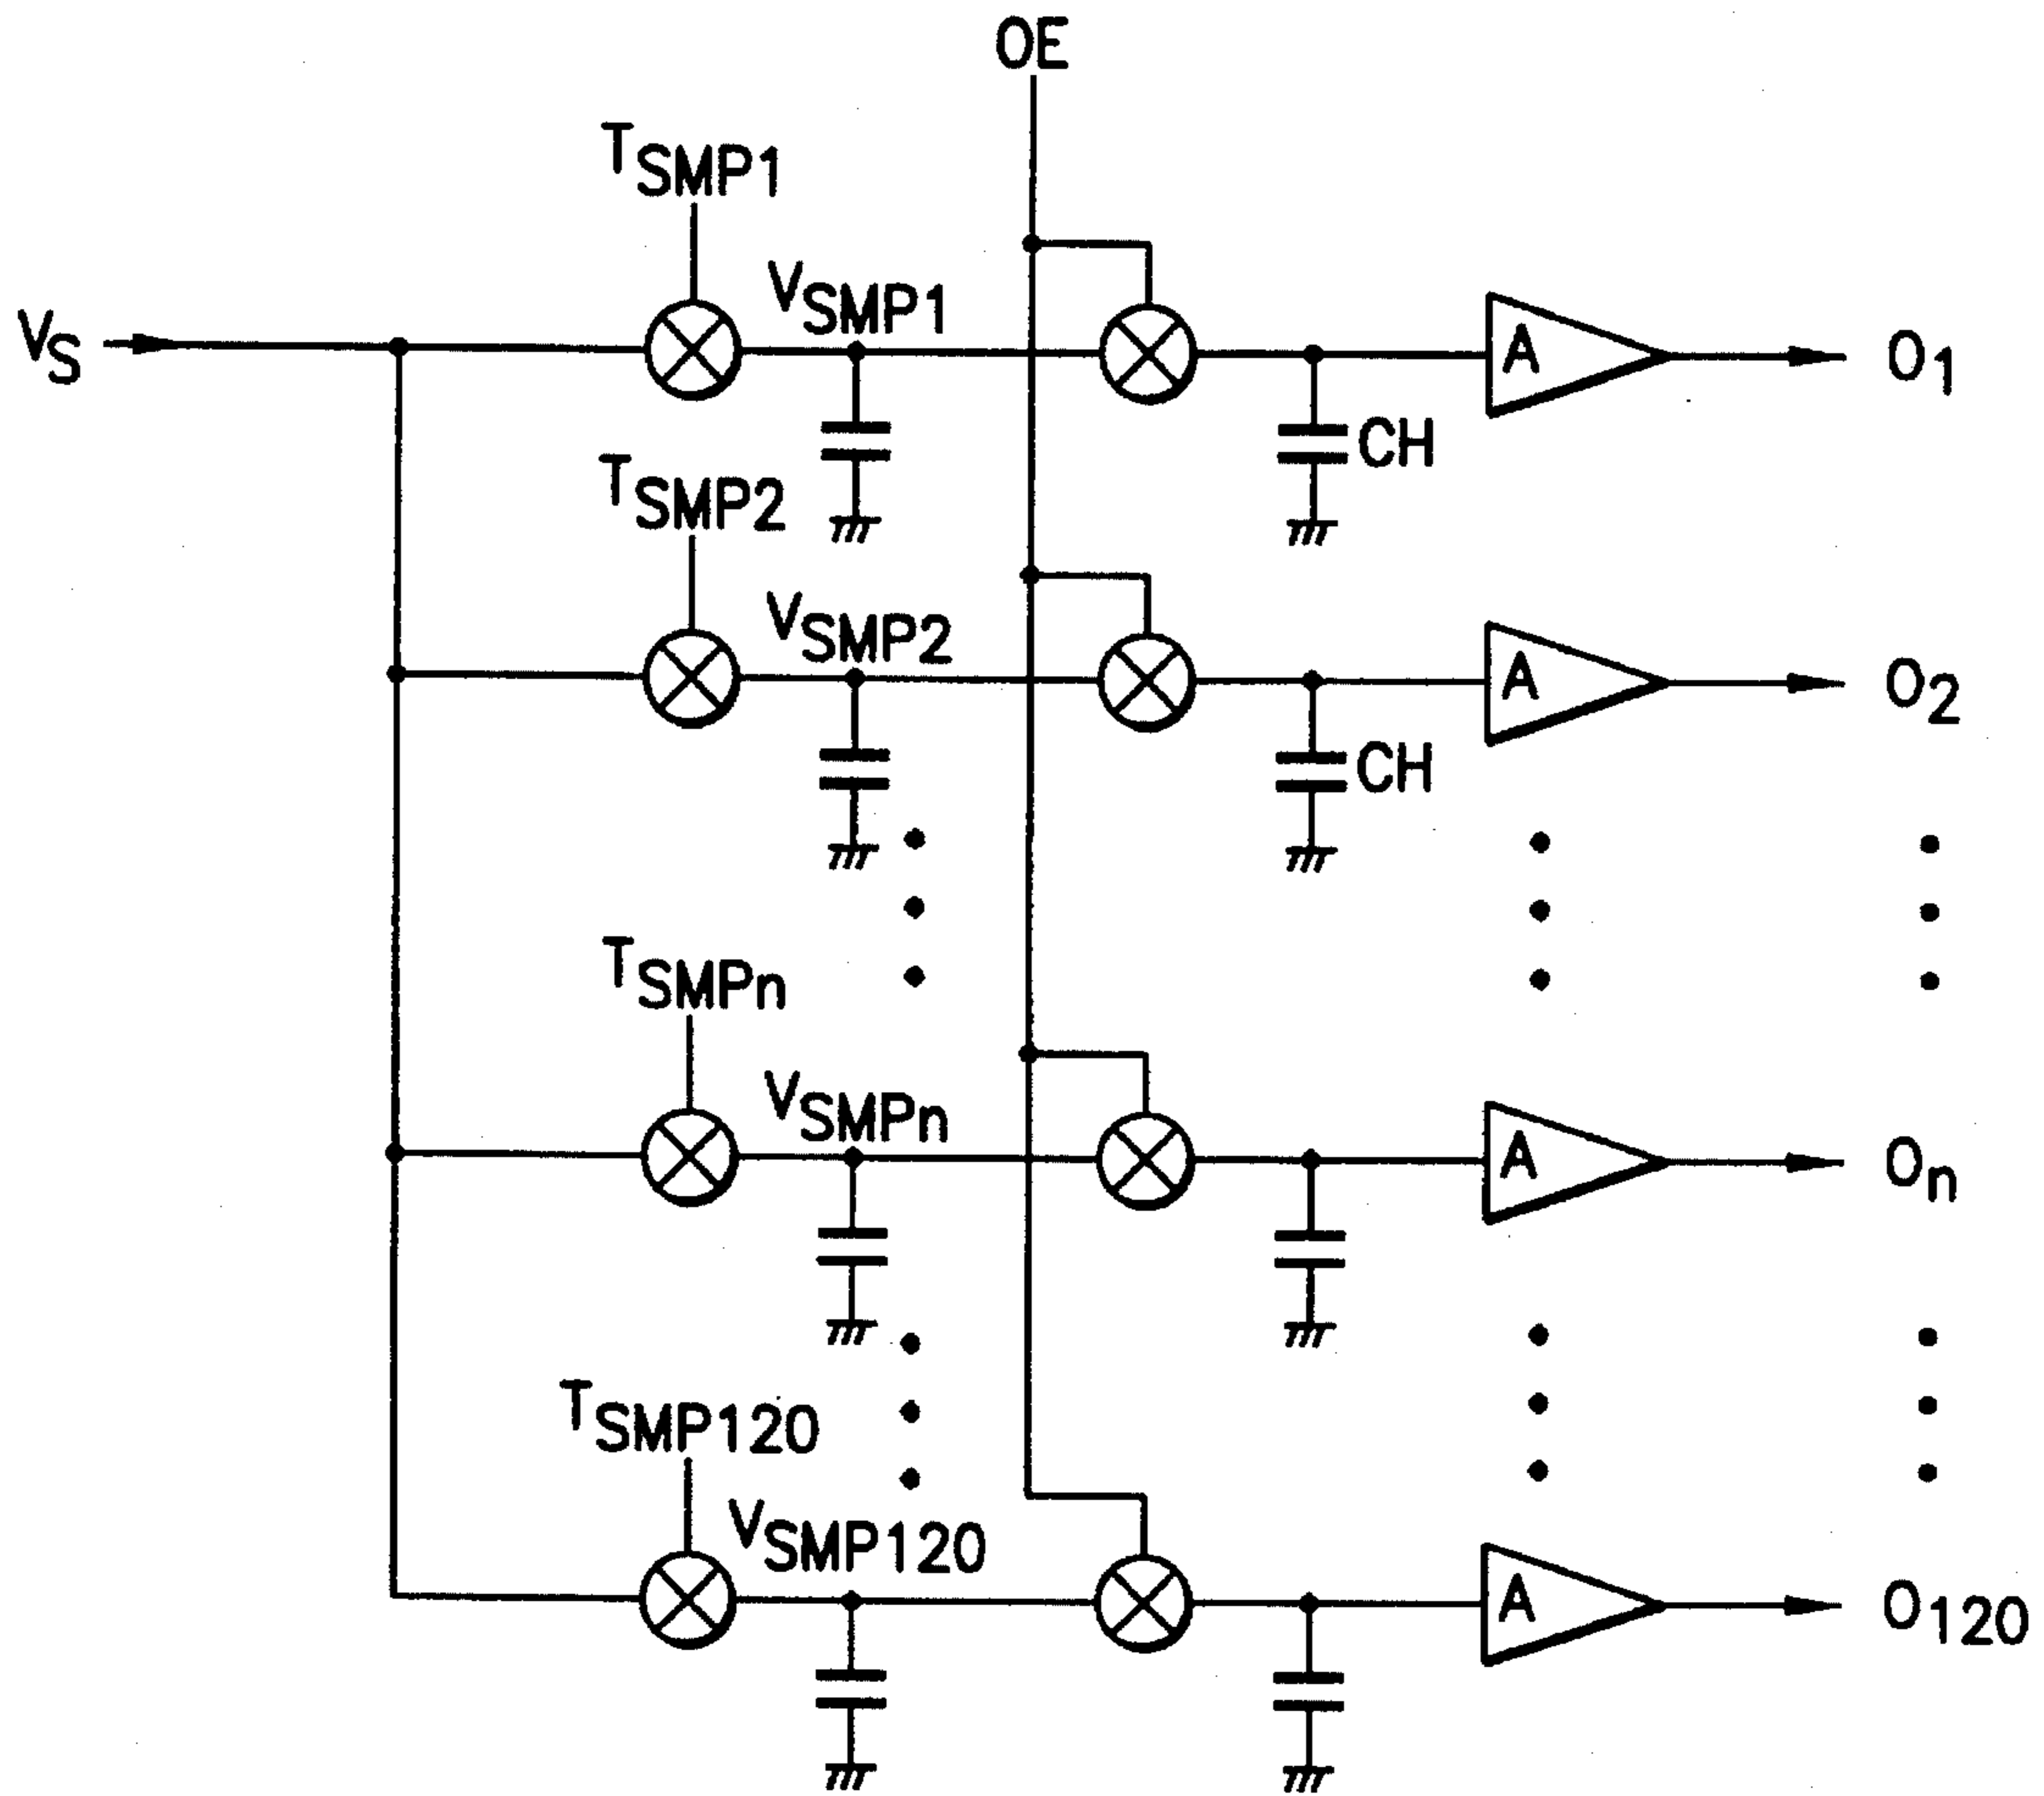 OE
TSMP1
VS
VSMP1
A
O1
CH
TSMP2
VSMP2
A
O2
CH
TSMPn
VSMPn
A
On
TSMP120
VSMP120
A
O120